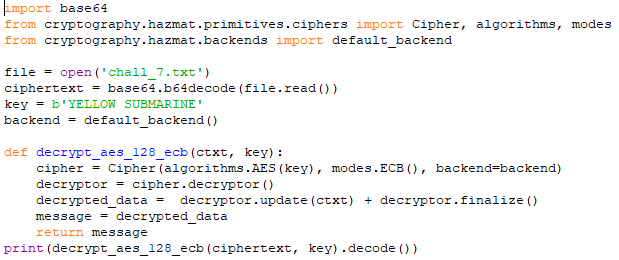 import base64
from cryptography.hazmat.primitives.ciphers import Cipher, algorithms, modes
from cryptography.hazmat.backends import default_backend

file = open('chall_7.txt')
ciphertext = base64.b64decode(file.read())
key = b'YELLOW SUBMARINE'
backend = default_backend()

def decrypt_aes_128_ecb(ctxt, key):
    cipher = Cipher(algorithms.AES(key), modes.ECB(), backend=backend)
    decryptor = cipher.decryptor()
    decrypted_data =  decryptor.update(ctxt) + decryptor.finalize()
    message = decrypted_data
    return message
print(decrypt_aes_128_ecb(ciphertext, key).decode())